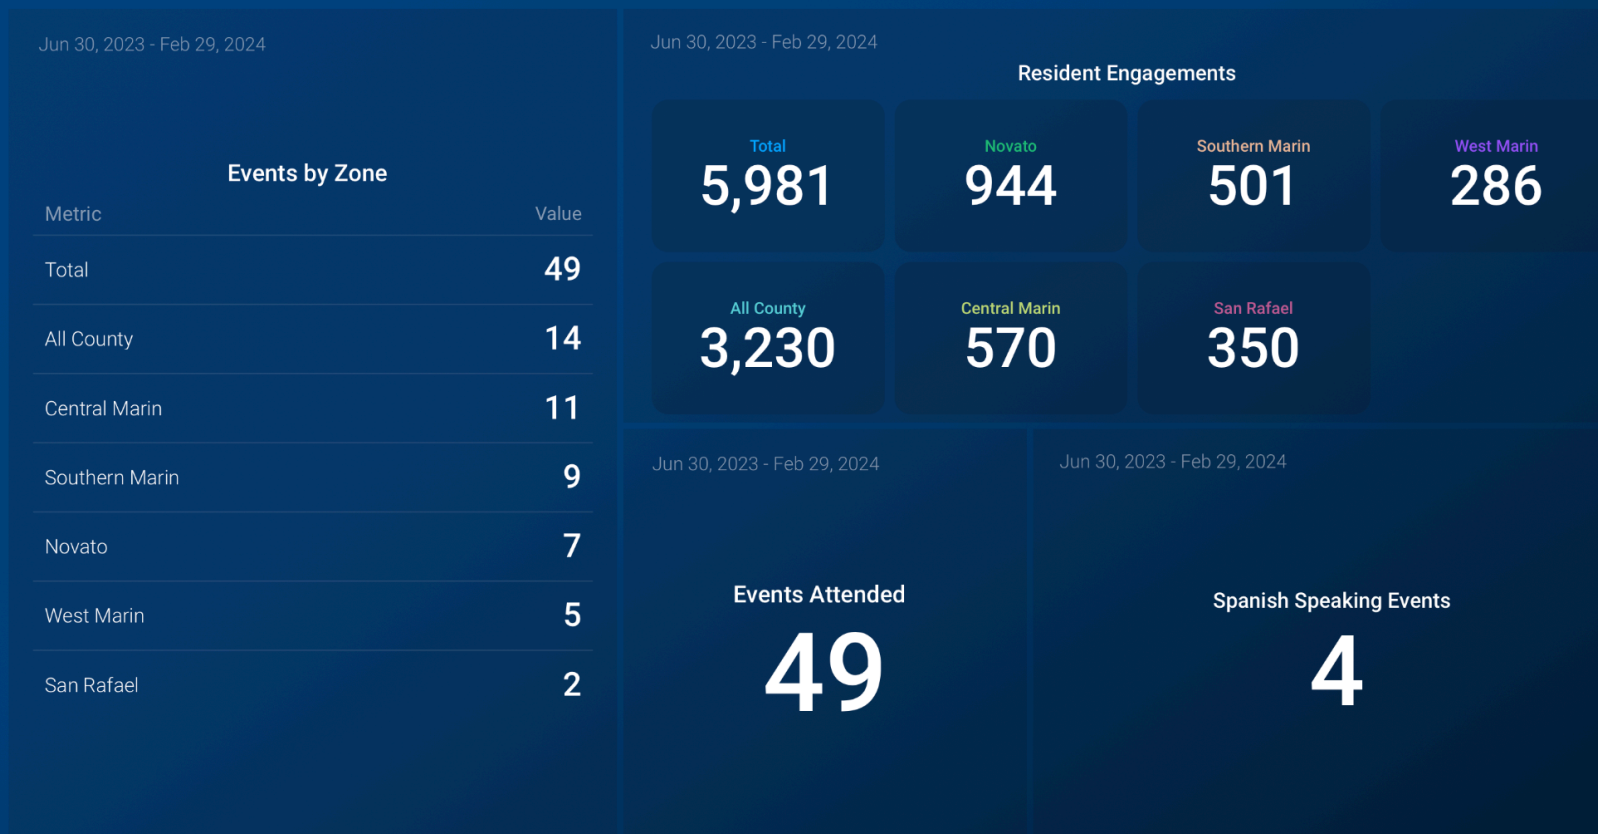 Jun 30, 2023 - Feb 29, 2024
Events by Zone
Metric Value
Total 49
All County 14
Central Marin 11
Southern Marin 9
Novato 7
West Marin 5
San Rafael 2
Jun 30, 2023 - Feb 29, 2024
Resident Engagements
Total Novato Southern Marin West Marin
5,981 944 501 286
All County Central Marin San Rafael
3,230 570 350
Jun 30, 2023 - Feb 29, 2024
Events Attended
49
Jun 30, 2023 - Feb 29, 2024
Spanish Speaking Events
4